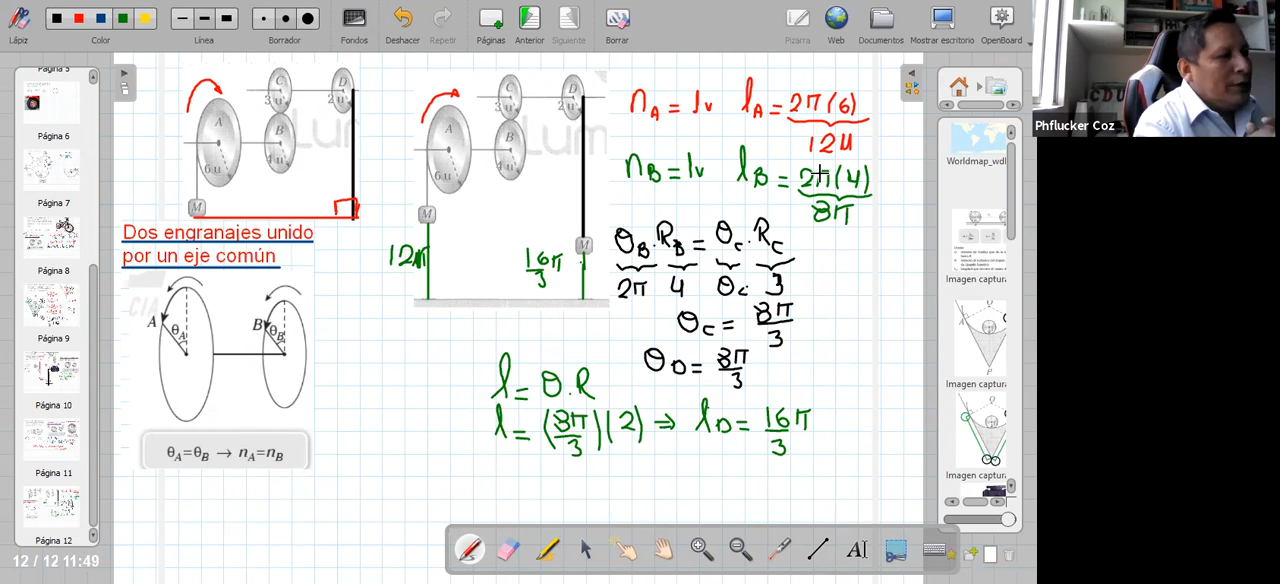 Lápiz
Color
Línea
Borrador
Fondos
Deshacer
Repetir
Páginas
Anterior
Siguiente
Borrar
Pizarra
Web
Documentos
Mostrar escritorio
OpenBoard
Página 5
Página 6
Página 7
Página 8
Página 9
Página 10
Página 11
Página 12
12 / 12 11:49
A
B
C
D
3 u
2 u
4 u
6 u
M
Dos engranajes unido
por un eje común
A
θA
B
θB
θA=θB → nA=nB
A
B
C
D
3 u
2 u
4 u
6 u
M
M
12π
16π/3
nA = 1v lA = 2π(6)
12π
nB = 1v lB = 2π(4)
8π
θB.RB = θC.RC
2π 4 θC 3
θC = 8π/3
θD = 8π/3
l = θ.R
l = (8π/3)(2) ⇒ lD = 16π/3
Phflucker Coz
Worldmap_wdl
Imagen captura
Imagen captura
Imagen captura